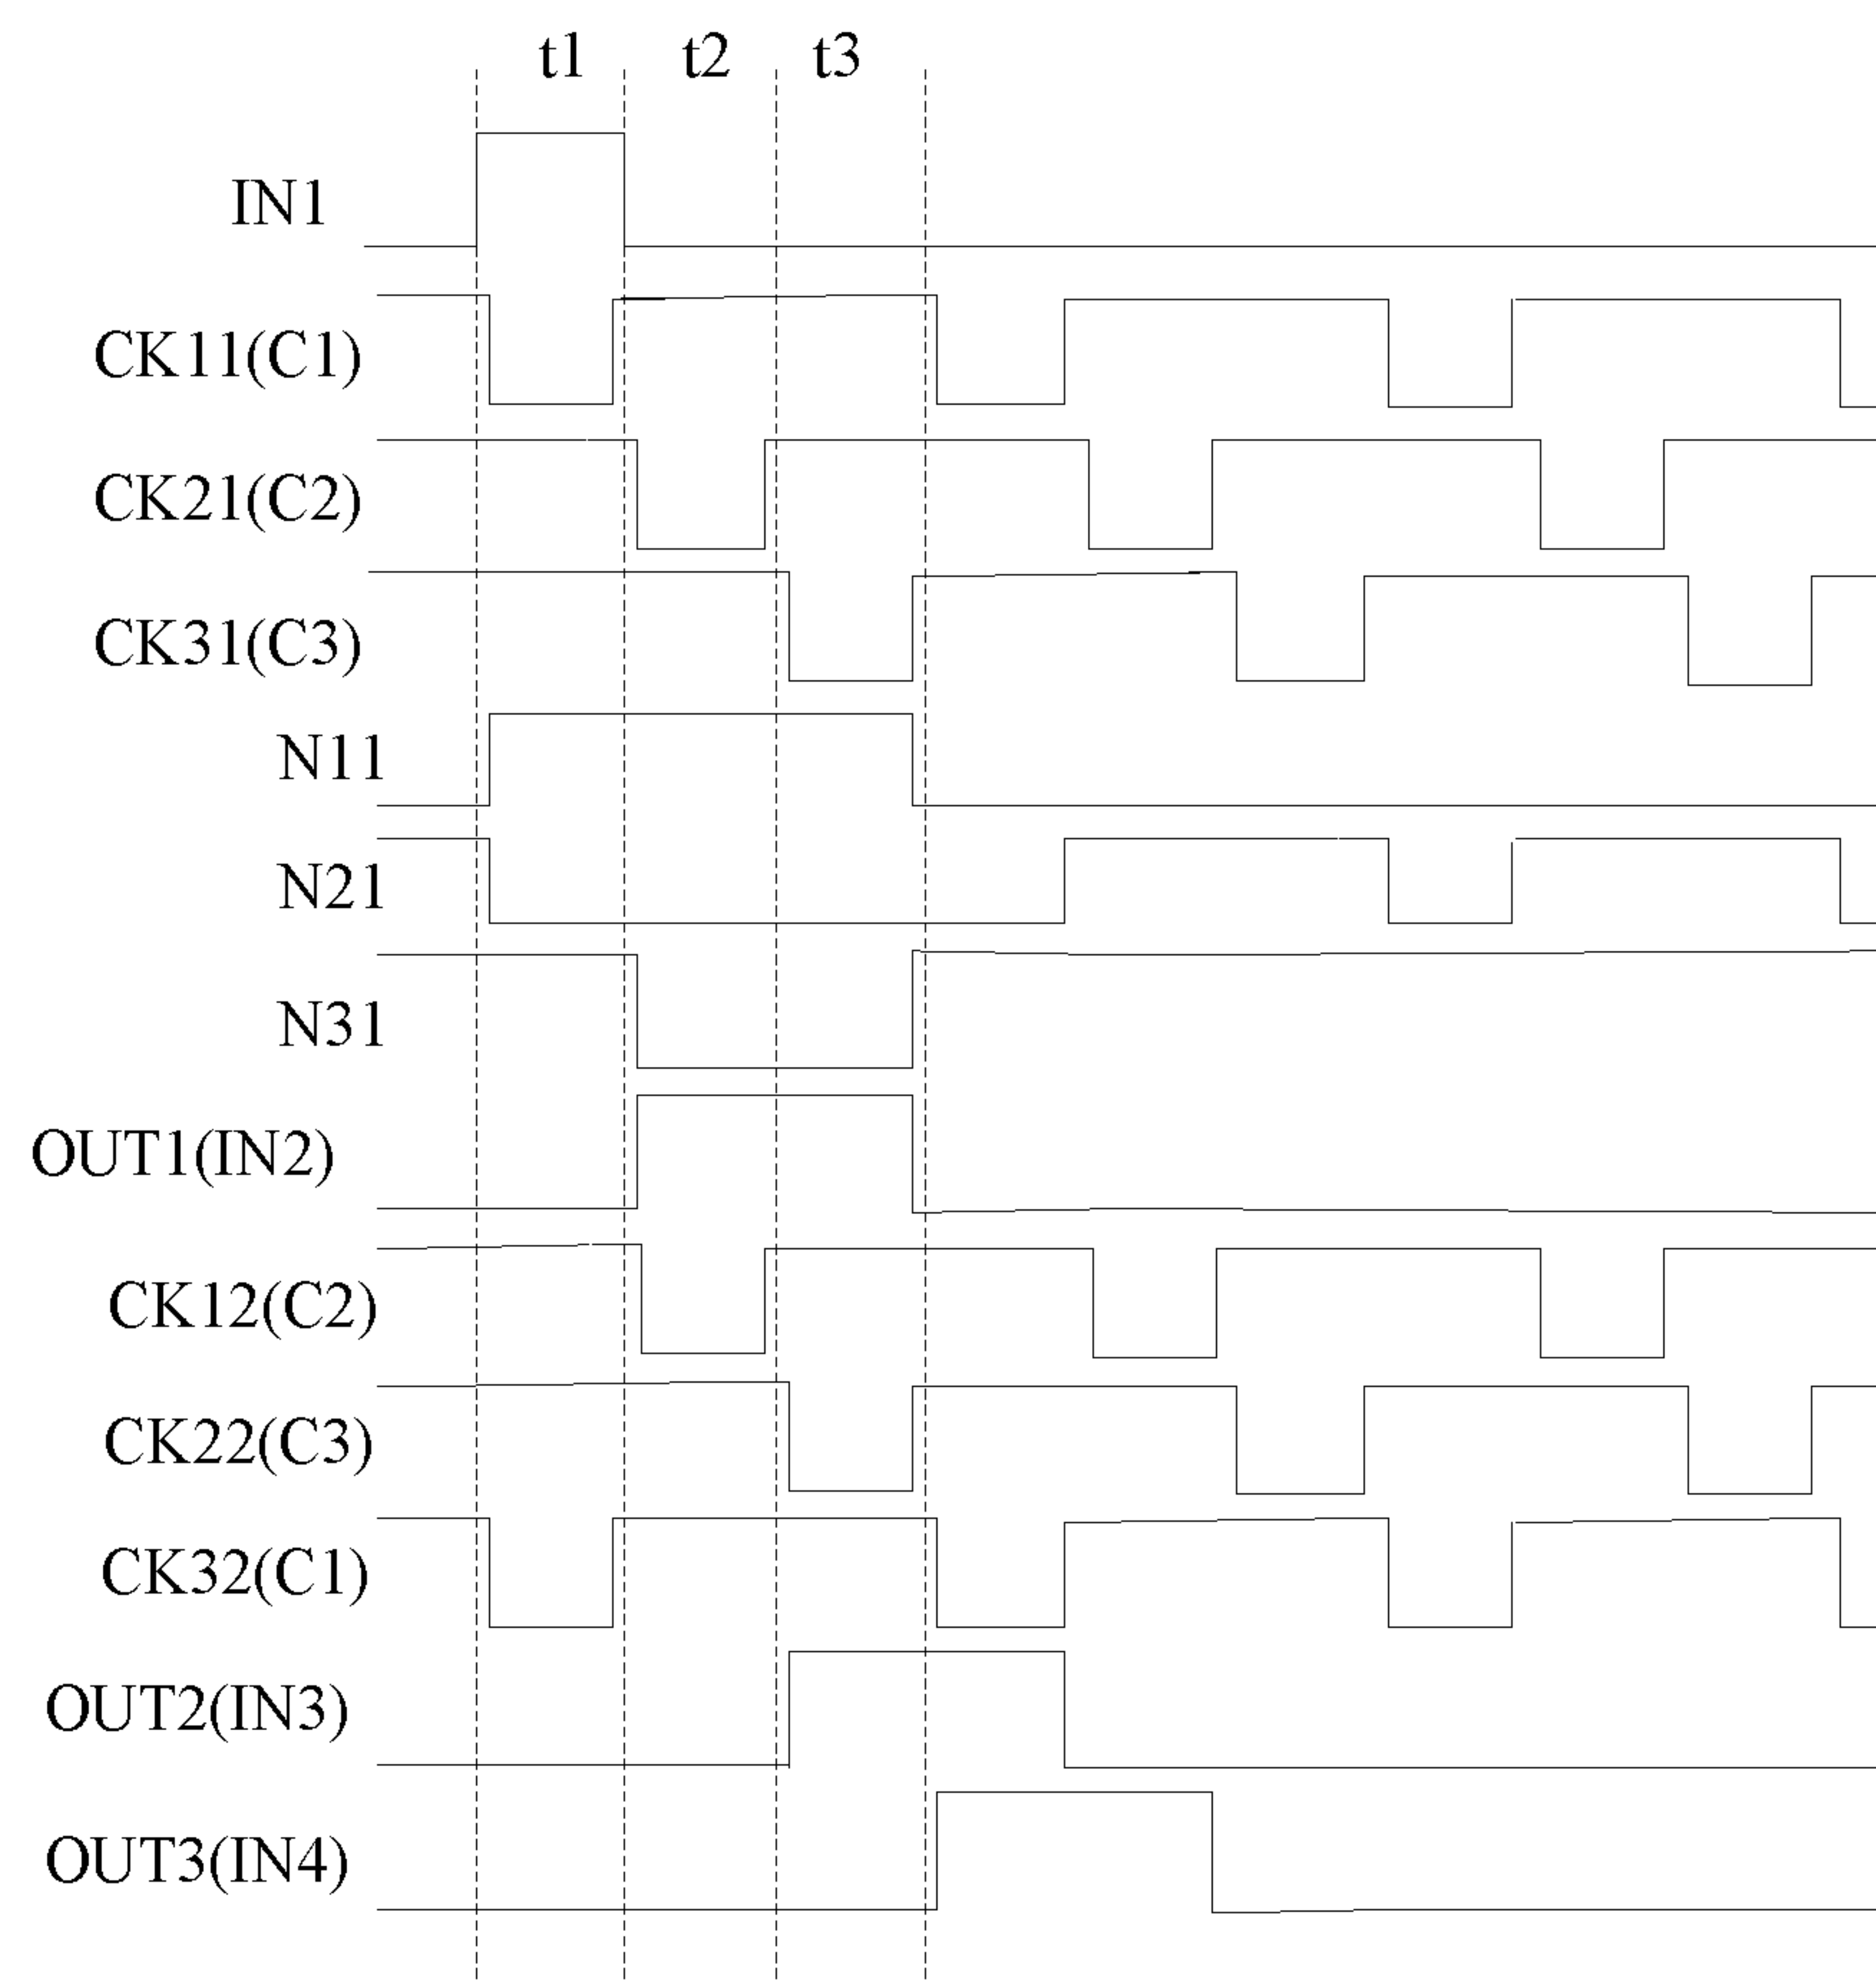 t1 t2 t3
IN1
CK11(C1)
CK21(C2)
CK31(C3)
N11
N21
N31
OUT1(IN2)
CK12(C2)
CK22(C3)
CK32(C1)
OUT2(IN3)
OUT3(IN4)